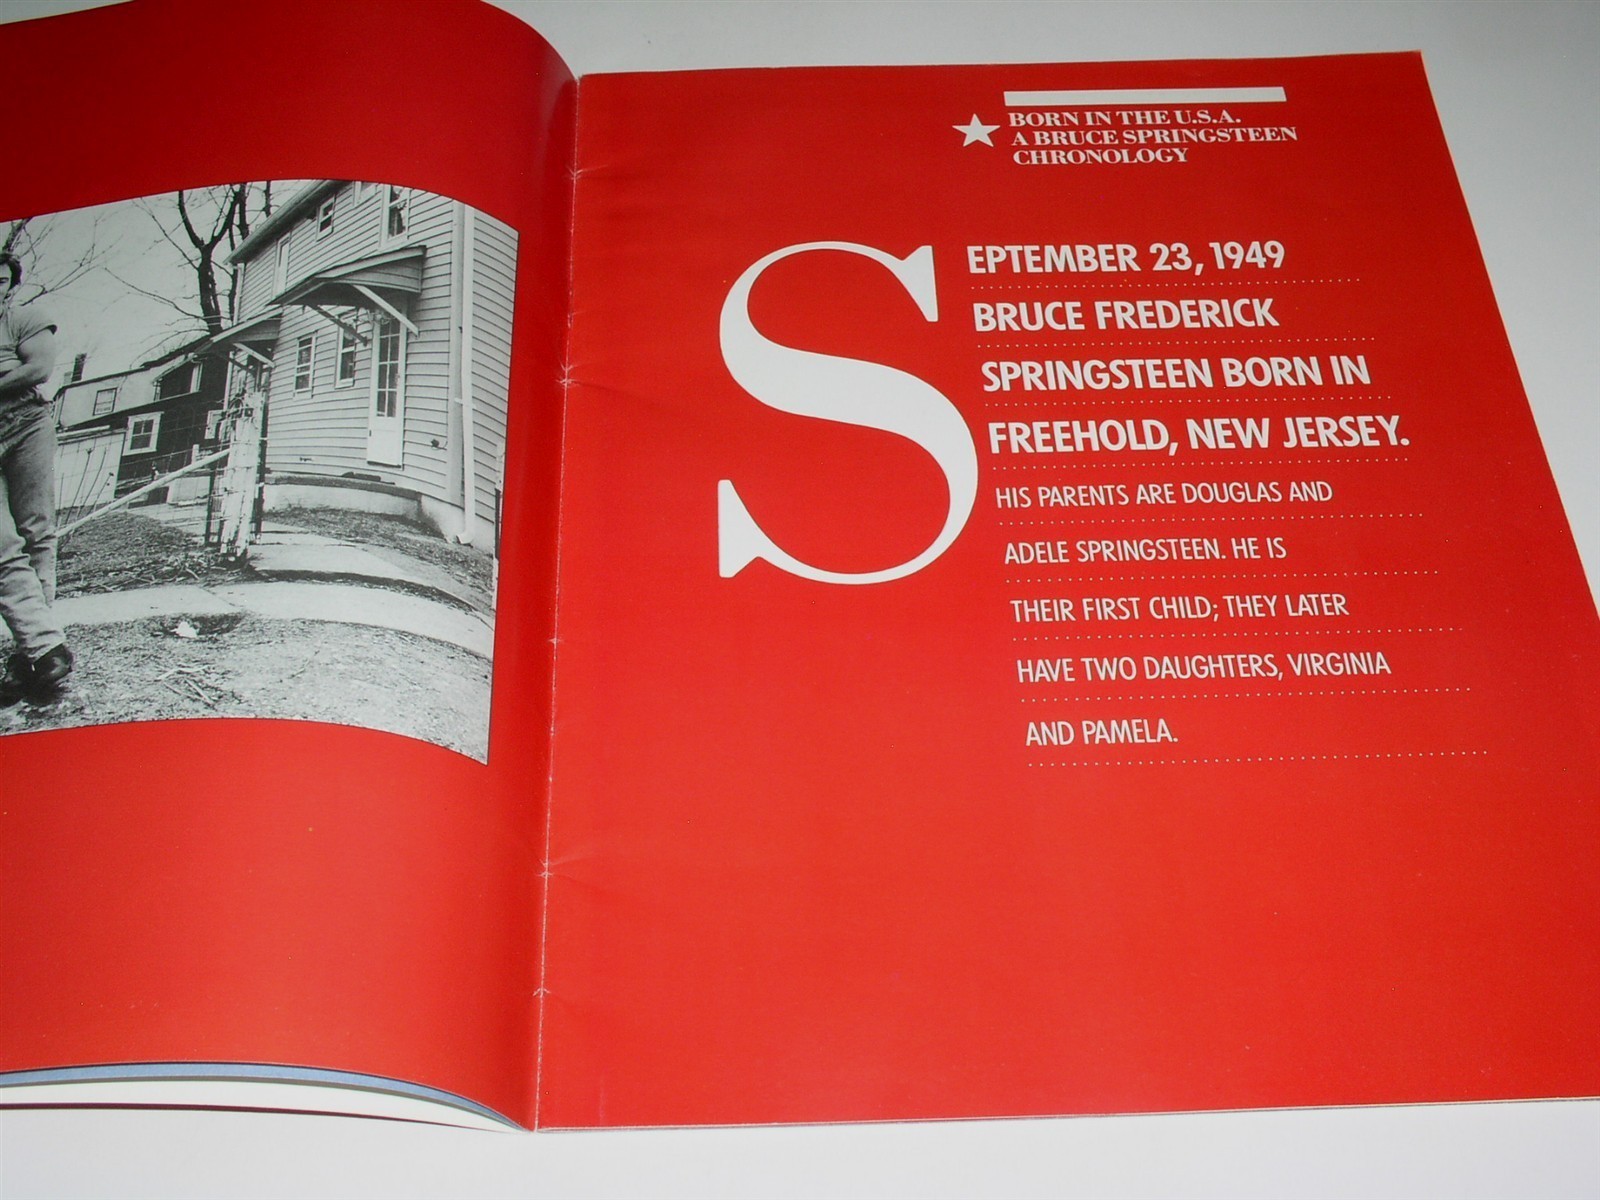 BORN IN THE U.S.A.
A BRUCE SPRINGSTEEN
CHRONOLOGY
SEPTEMBER 23, 1949
BRUCE FREDERICK
SPRINGSTEEN BORN IN
FREEHOLD, NEW JERSEY.
HIS PARENTS ARE DOUGLAS AND
ADELE SPRINGSTEEN. HE IS
THEIR FIRST CHILD; THEY LATER
HAVE TWO DAUGHTERS, VIRGINIA
AND PAMELA.